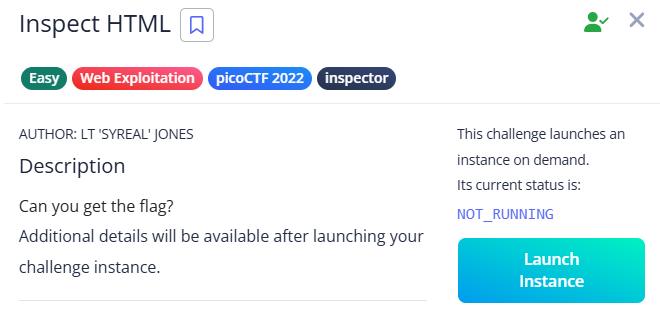 Inspect HTML
Easy Web Exploitation picoCTF 2022 inspector
AUTHOR: LT 'SYREAL' JONES
Description
Can you get the flag?
Additional details will be available after launching your
challenge instance.
This challenge launches an
instance on demand.
Its current status is:
NOT_RUNNING
Launch
Instance